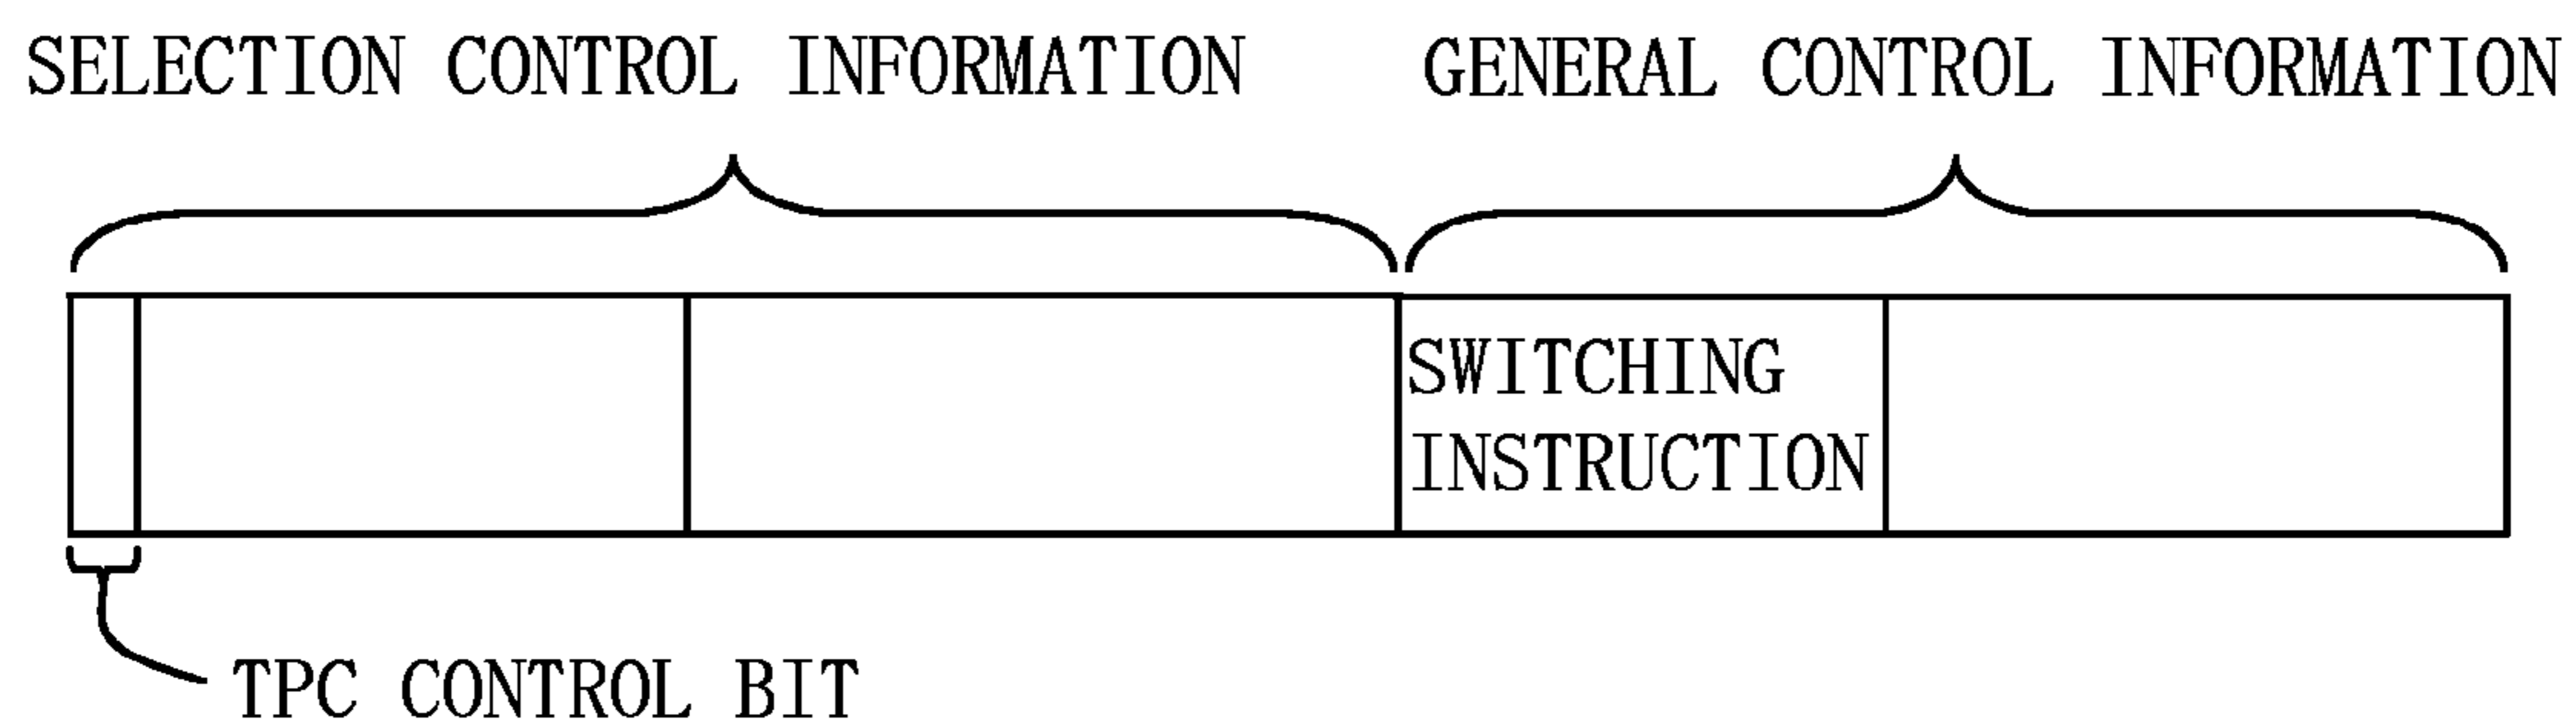 SELECTION CONTROL INFORMATION
GENERAL CONTROL INFORMATION
SWITCHING
INSTRUCTION
TPC CONTROL BIT